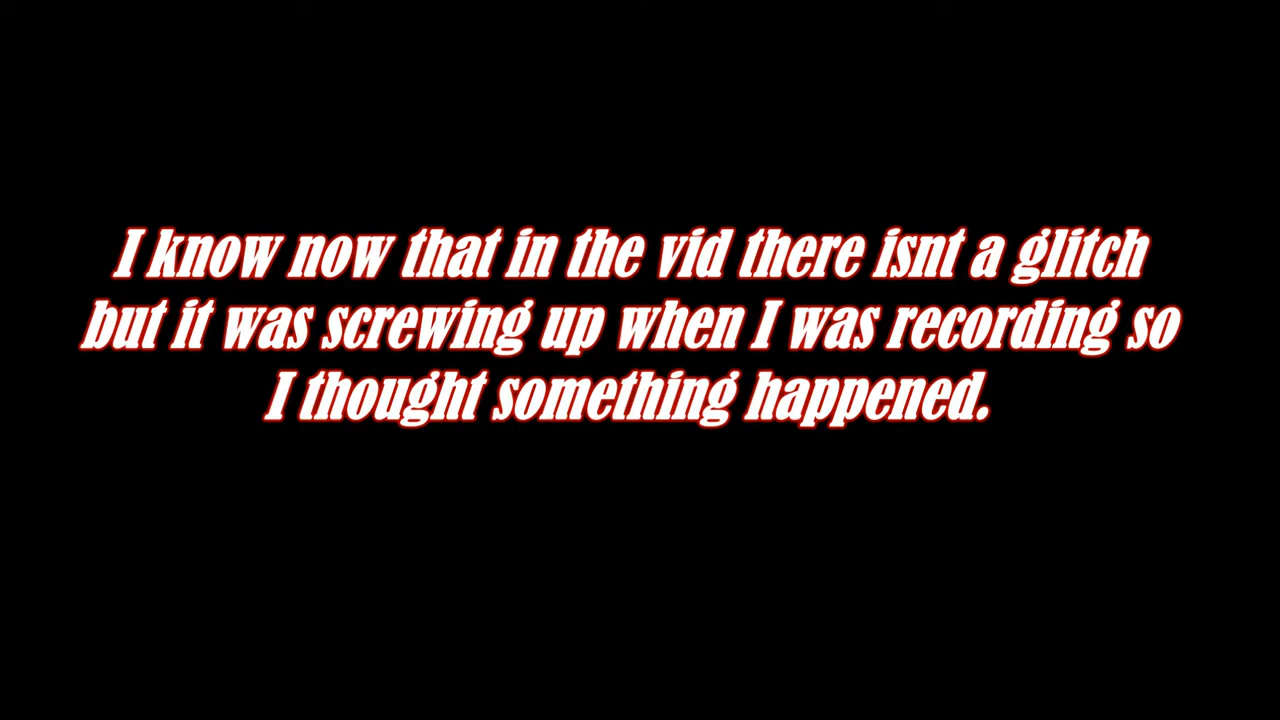 I know now that in the vid there isnt a glitch
but it was screwing up when I was recording so
I thought something happened.